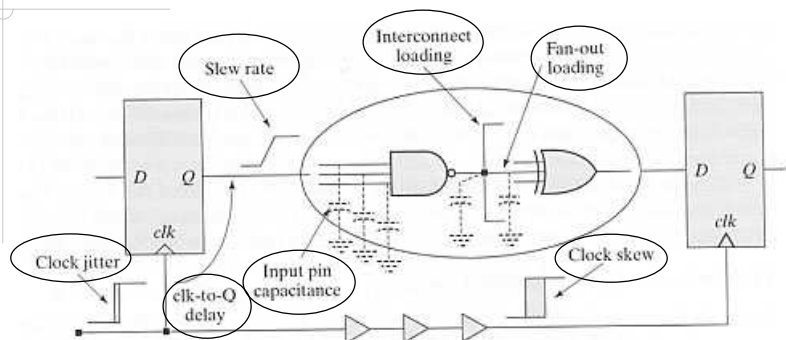 Interconnect
loading
Fan-out
loading
Slew rate
D
Q
clk
D
Q
clk
Clock jitter
clk-to-Q
delay
Input pin
capacitance
Clock skew